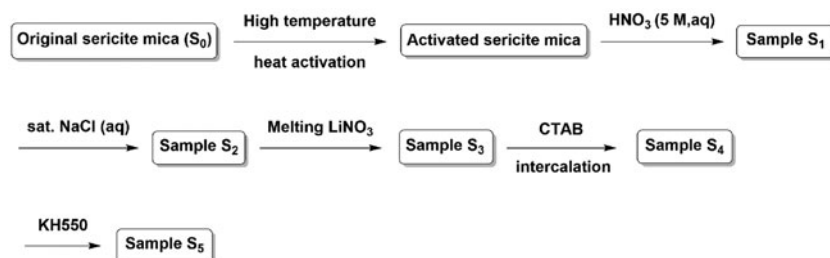 Original sericite mica (S₀)
High temperature
heat activation
Activated sericite mica
HNO₃ (5 M,aq)
Sample S₁
sat. NaCl (aq)
Sample S₂
Melting LiNO₃
Sample S₃
CTAB
intercalation
Sample S₄
KH550
Sample S₅